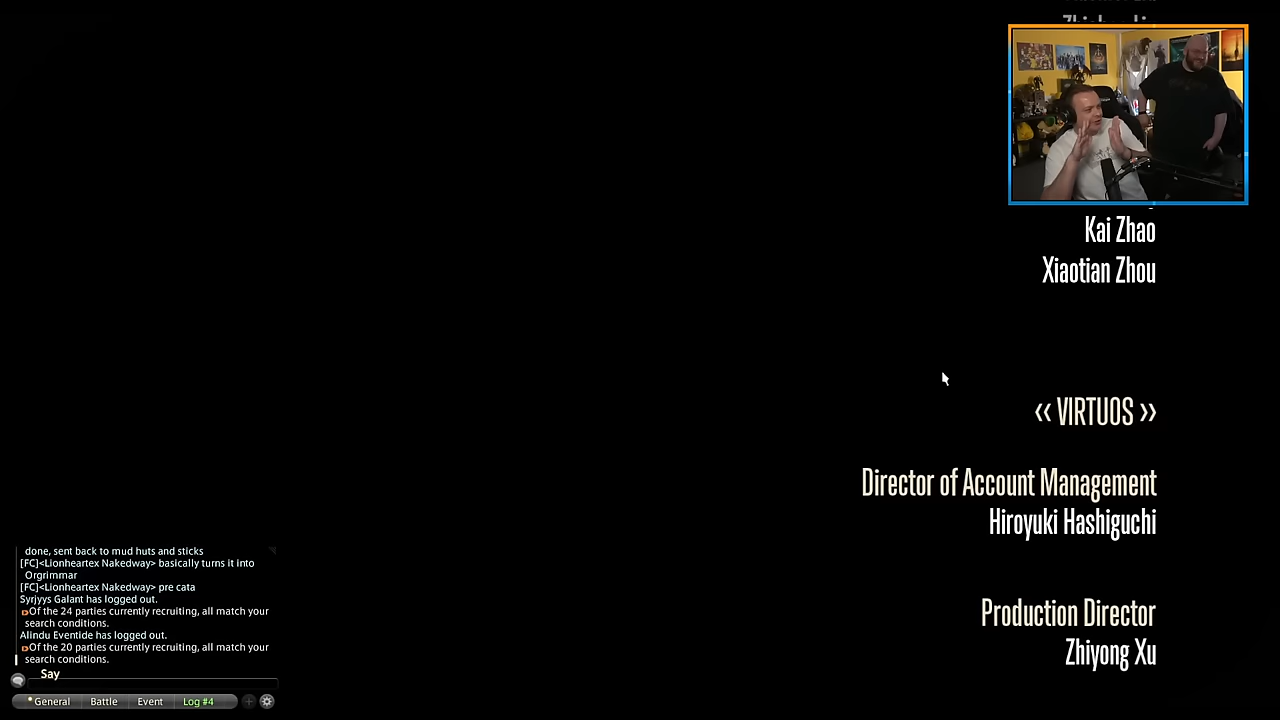 Kai Zhao
Xiaotian Zhou
‹‹ VIRTUOS ››
Director of Account Management
Hiroyuki Hashiguchi
Production Director
Zhiyong Xu
done, sent back to mud huts and sticks
[FC]<Lionheartex Nakedway> basically turns it into
Orgrimmar
[FC]<Lionheartex Nakedway> pre cata
Syrjyys Galant has logged out.
Of the 24 parties currently recruiting, all match your
search conditions.
Alindu Eventide has logged out.
Of the 20 parties currently recruiting, all match your
search conditions.
Say
General Battle Event Log #4